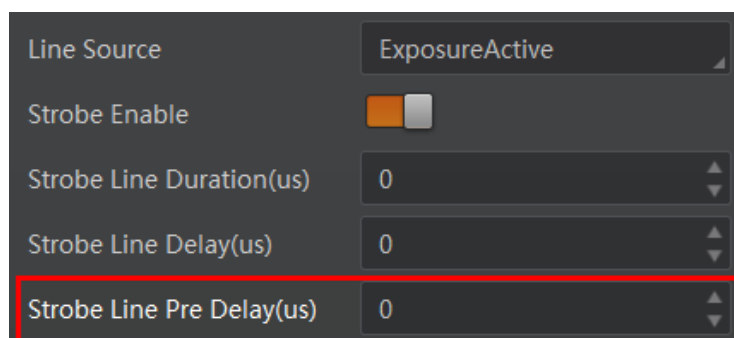 Line Source ExposureActive
Strobe Enable
Strobe Line Duration(us) 0
Strobe Line Delay(us) 0
Strobe Line Pre Delay(us) 0